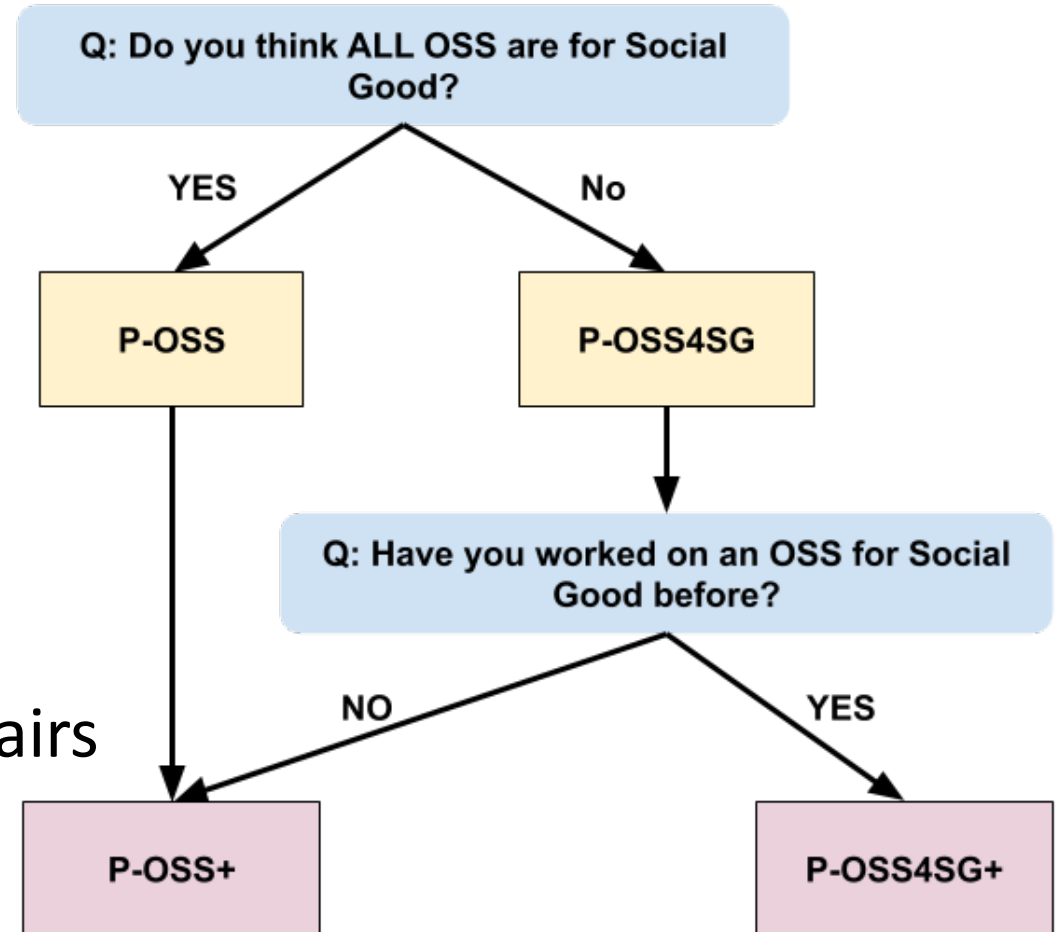 Q: Do you think ALL OSS are for Social
Good?
YES
No
P-OSS
P-OSS4SG
Q: Have you worked on an OSS for Social
Good before?
NO
YES
airs
P-OSS+
P-OSS4SG+